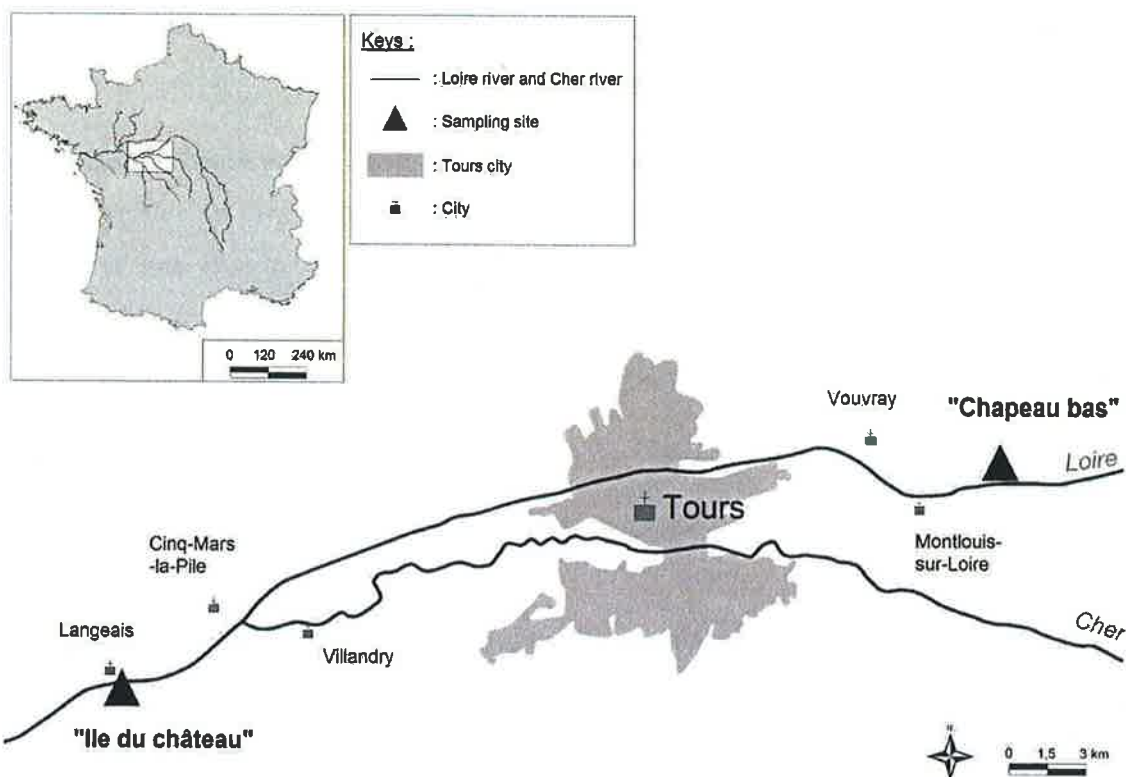 Keys :
: Loire river and Cher river
: Sampling site
: Tours city
: City
0 120 240 km
Vouvray
"Chapeau bas"
Loire
Tours
Cinq-Mars
-la-Pile
Montlouis-
sur-Loire
Langeais
Villandry
Cher
"Ile du château"
N
0 1,5 3 km